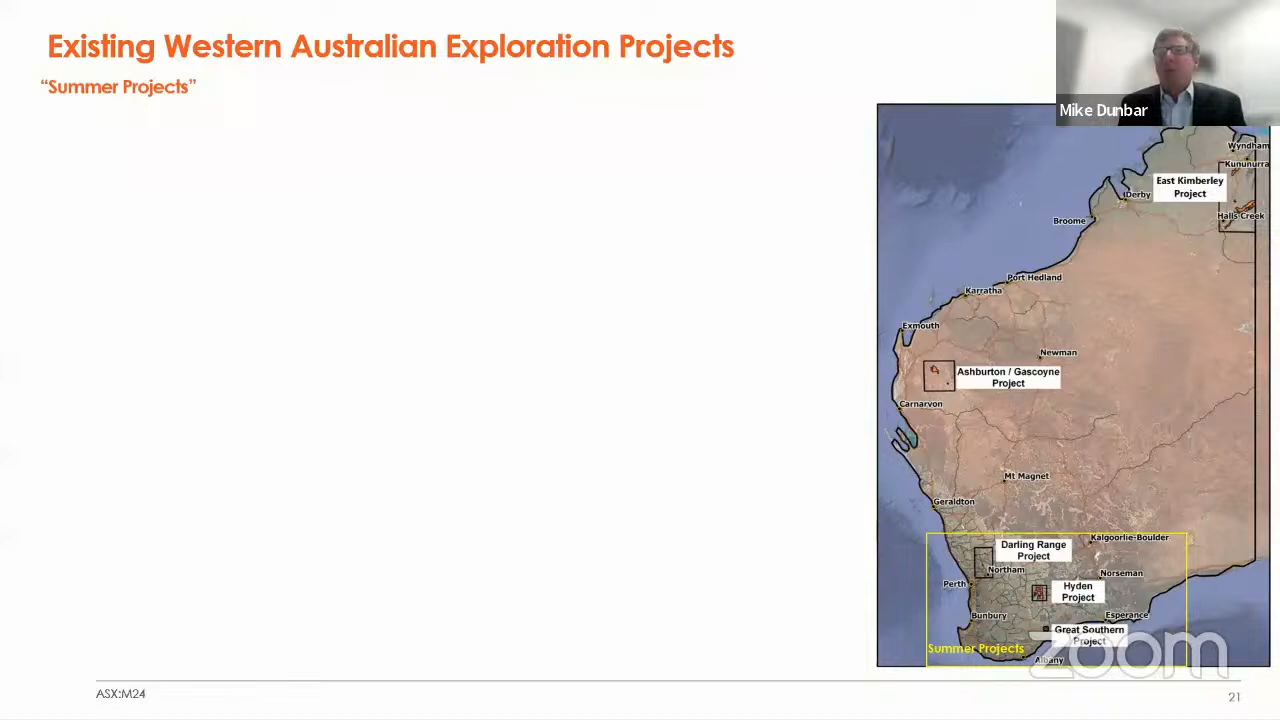 Existing Western Australian Exploration Projects
“Summer Projects”
Mike Dunbar
Wyndham
Kununurra
East Kimberley
Project
Derby
Halls Creek
Broome
Port Hedland
Karratha
Exmouth
Newman
Ashburton / Gascoyne
Project
Carnarvon
Mt Magnet
Geraldton
Kalgoorlie-Boulder
Darling Range
Project
Northam
Norseman
Perth
Hyden
Project
Bunbury
Esperance
Great Southern
Project
Summer Projects
Albany
zoom
ASX:M24
21